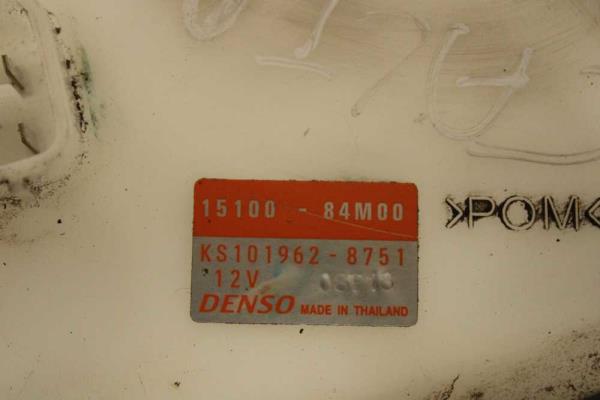 15100 - 84M00
>POM<
KS101962-8751
12V
DENSO MADE IN THAILAND